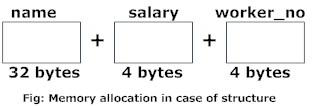 name salary worker_no
+ +
32 bytes 4 bytes 4 bytes
Fig: Memory allocation in case of structure